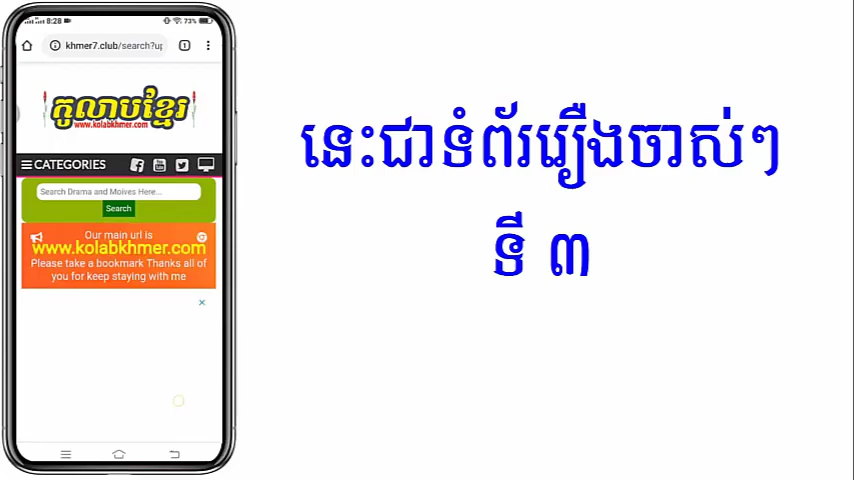 8:28
73%
khmer7.club/search?up
1
កូលាបខ្មែរ
www.kolabkhmer.com
CATEGORIES
Search Drama and Moives Here...
Search
Our main url is
www.kolabkhmer.com
Please take a bookmark Thanks all of
you for keep staying with me
នេះជាទំព័ររឿងចាស់ៗ
ទី ៣